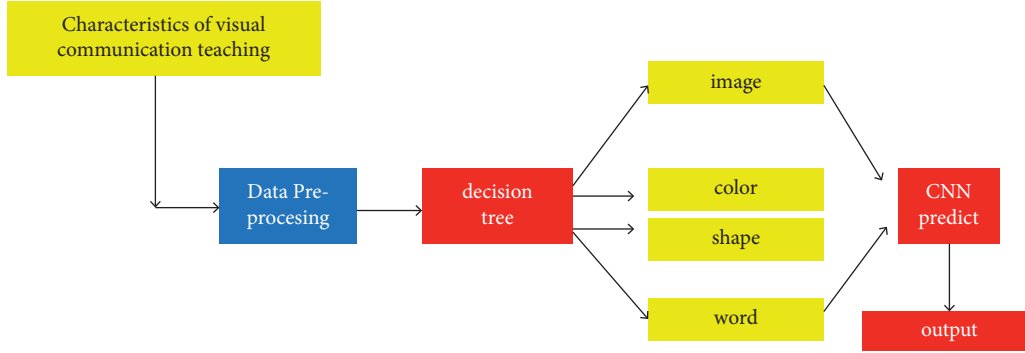 Characteristics of visual
communication teaching
Data Pre-
procesing
decision
tree
image
color
shape
word
CNN
predict
output